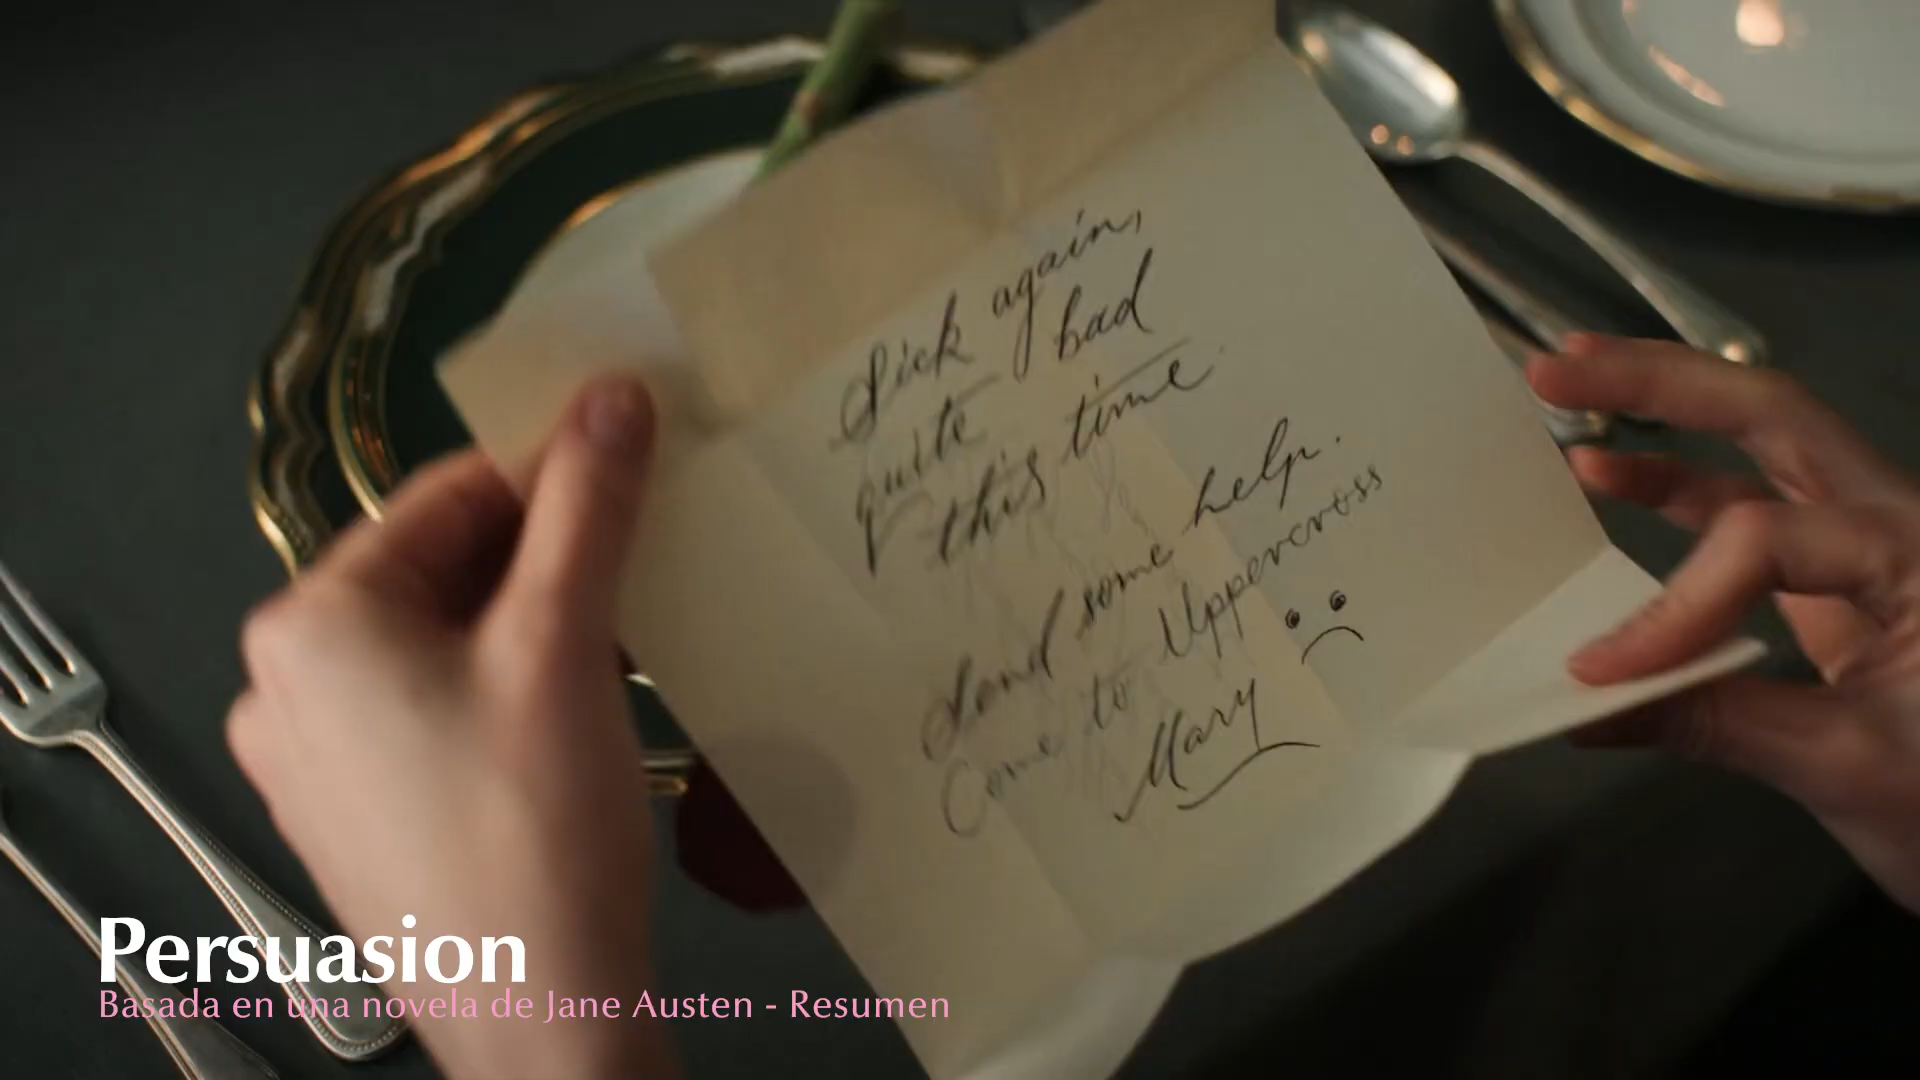 Sick again,
quite bad
this time.
Send some help.
Come to Uppercross
Mary
Persuasion
Basada en una novela de Jane Austen - Resumen